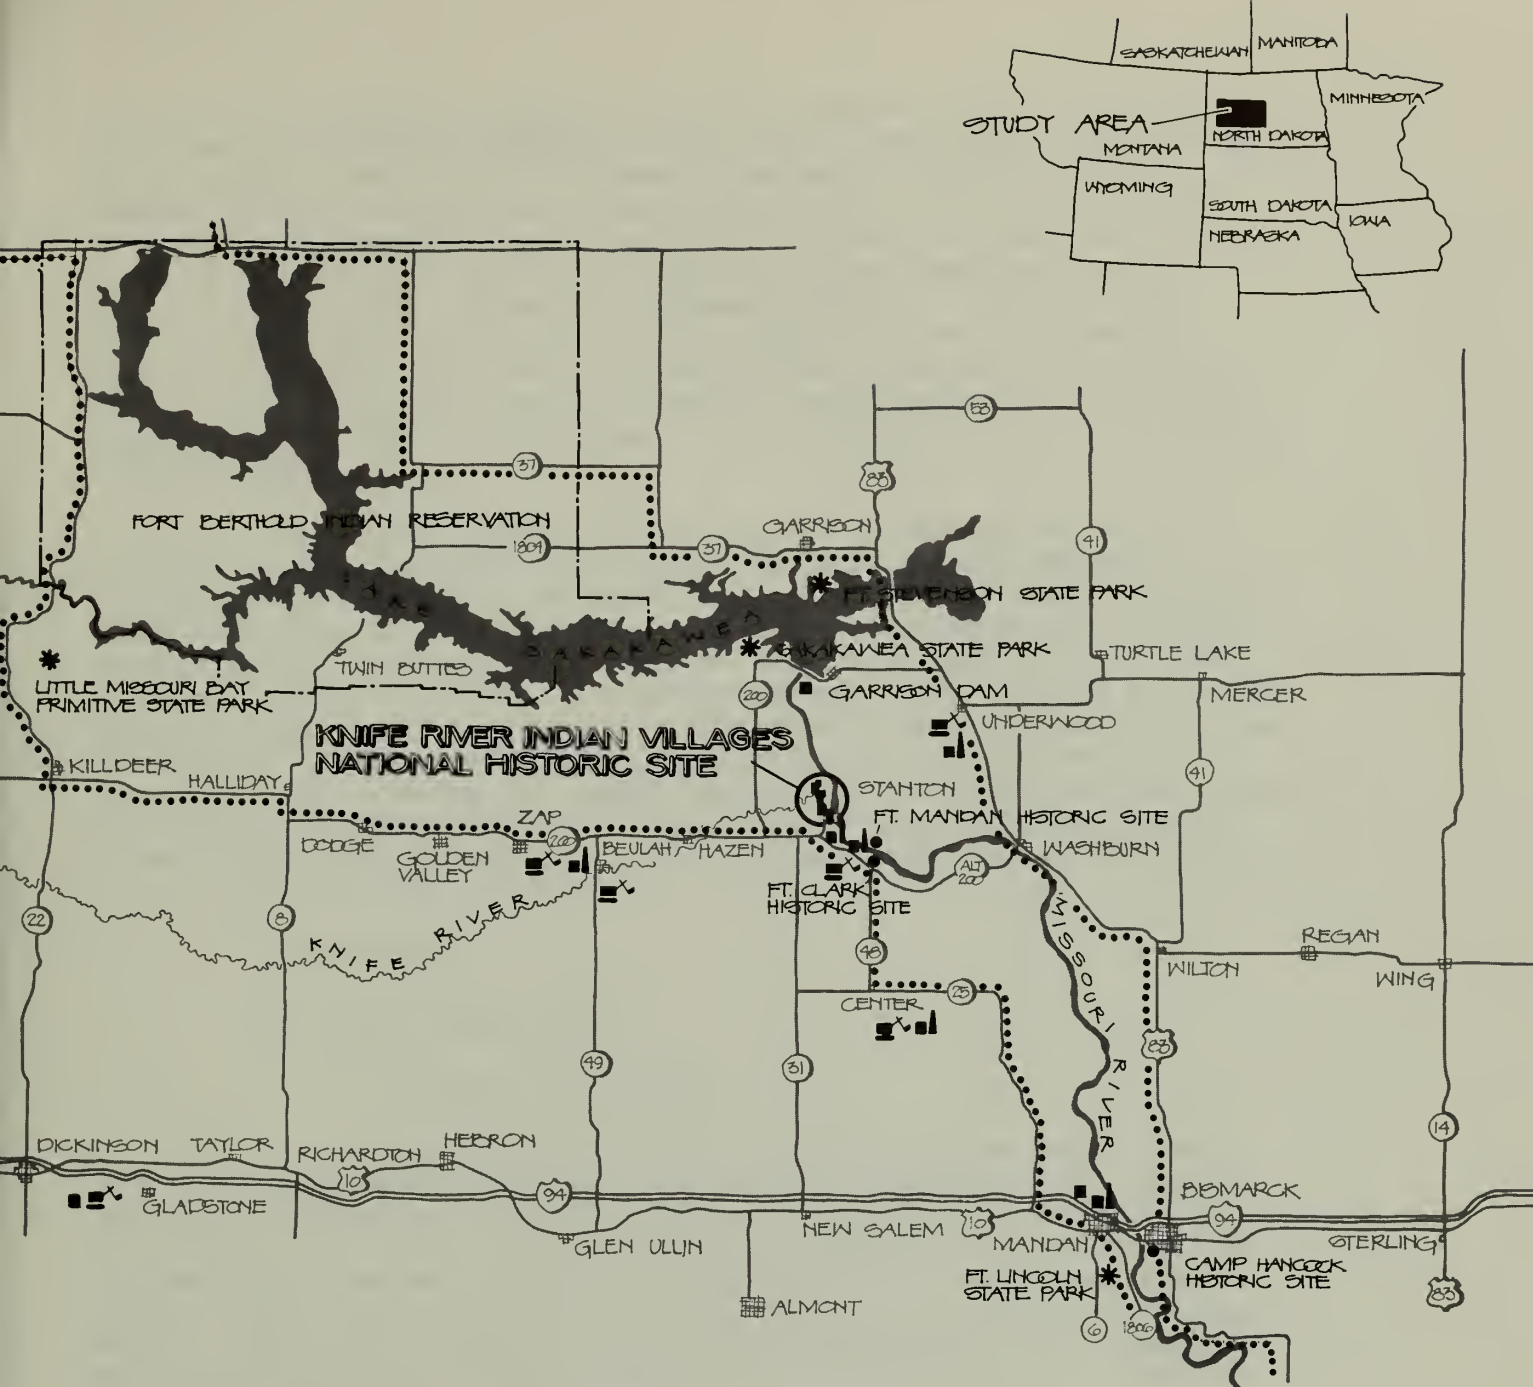 SASKATCHEWAN
MANITOBA
MINNESOTA
STUDY AREA
NORTH DAKOTA
MONTANA
WYOMING
SOUTH DAKOTA
IOWA
NEBRASKA
53
37
83
FORT BERTHOLD INDIAN RESERVATION
GARRISON
1804
37
41
FT. STEVENSON STATE PARK
LAKE SAKAKAWEA
SAKAKAWEA STATE PARK
TURTLE LAKE
TWIN BUTTES
LITTLE MISSOURI BAY
PRIMITIVE STATE PARK
200
GARRISON DAM
MERCER
UNDERWOOD
KNIFE RIVER INDIAN VILLAGES
NATIONAL HISTORIC SITE
KILLDEER
HALLIDAY
STANTON
41
ZAP
FT. MANDAN HISTORIC SITE
DODGE
200
BEULAH
HAZEN
WASHBURN
GOLDEN
VALLEY
ALT
200
FT. CLARK
HISTORIC SITE
22
8
KNIFE RIVER
MISSOURI RIVER
48
REGAN
WILTON
WING
CENTER
25
83
49
31
14
DICKINSON
TAYLOR
RICHARDTON
HEBRON
10
94
GLADSTONE
BISMARCK
94
NEW SALEM
10
MANDAN
STERLING
GLEN ULLIN
CAMP HANCOCK
HISTORIC SITE
FT. LINCOLN
STATE PARK
83
ALMONT
6
1806